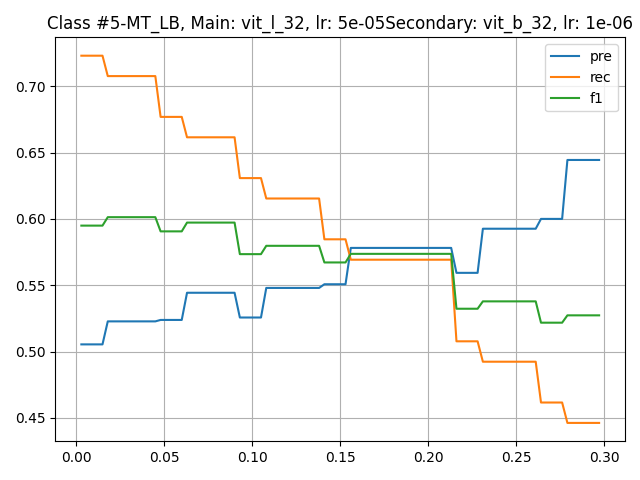 Class #5-MT_LB, Main: vit_l_32, lr: 5e-05Secondary: vit_b_32, lr: 1e-06
pre
rec
f1
0.70
0.65
0.60
0.55
0.50
0.45
0.00 0.05 0.10 0.15 0.20 0.25 0.30